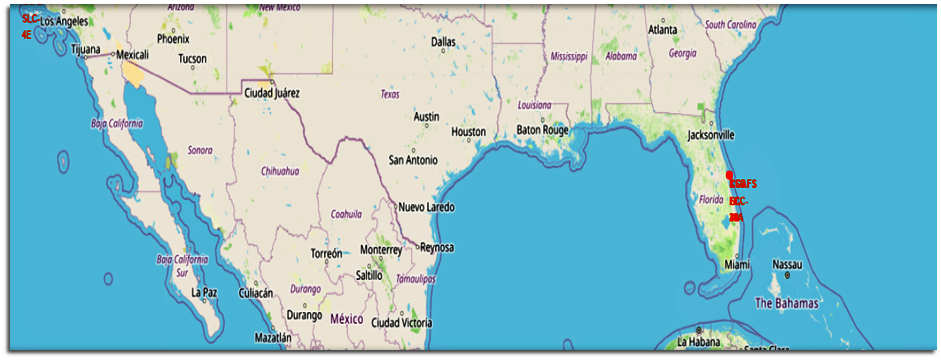 Arizona
New Mexico
SLC-
4E
Los Angeles
Phoenix
Dallas
Atlanta
South Carolina
Tijuana
Mexicali
Tucson
Mississippi
Alabama
Georgia
Ciudad Juárez
Texas
Louisiana
Baja California
Austin
Houston
Baton Rouge
Jacksonville
Sonora
San Antonio
Chihuahua
Florida
Coahuila
Nuevo Laredo
Baja California
Sur
Torreón
Monterrey
Reynosa
Saltillo
Tamaulipas
Miami
Nassau
La Paz
Culiacán
Durango
The Bahamas
Durango
México
Ciudad Victoria
Mazatlán
La Habana
Santa Clara